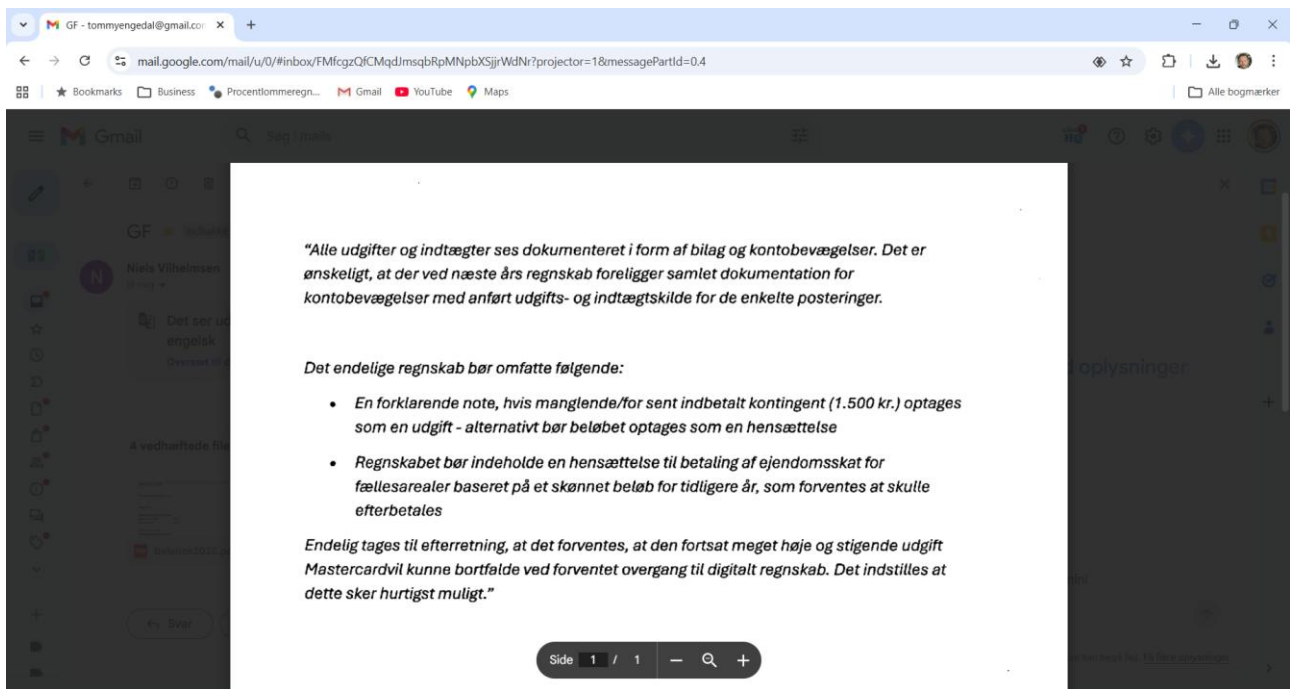 GF - tommyengedal@gmail.co
mail.google.com/mail/u/0/#inbox/FMfcgzQfCMqdJmsqbRpMNpbXSjjrWdNr?projector=1&messagePartId=0.4
Bookmarks Business Procentlommeregn... Gmail YouTube Maps Alle bogmærker
Gmail Søg i mails
GF
Niels Vilhelmsen
Det ser ud
engelsk
oplysninger
"Alle udgifter og indtægter ses dokumenteret i form af bilag og kontobevægelser. Det er
ønskeligt, at der ved næste års regnskab foreligger samlet dokumentation for
kontobevægelser med anført udgifts- og indtægtskilde for de enkelte posteringer.
Det endelige regnskab bør omfatte følgende:
• En forklarende note, hvis manglende/for sent indbetalt kontingent (1.500 kr.) optages
som en udgift - alternativt bør beløbet optages som en hensættelse
• Regnskabet bør indeholde en hensættelse til betaling af ejendomsskat for
fællesarealer baseret på et skønnet beløb for tidligere år, som forventes at skulle
efterbetales
Endelig tages til efterretning, at det forventes, at den fortsat meget høje og stigende udgift
Mastercardvil kunne bortfalde ved forventet overgang til digitalt regnskab. Det indstilles at
dette sker hurtigst muligt."
4 vedhæftede file
Svar
Side 1 / 1